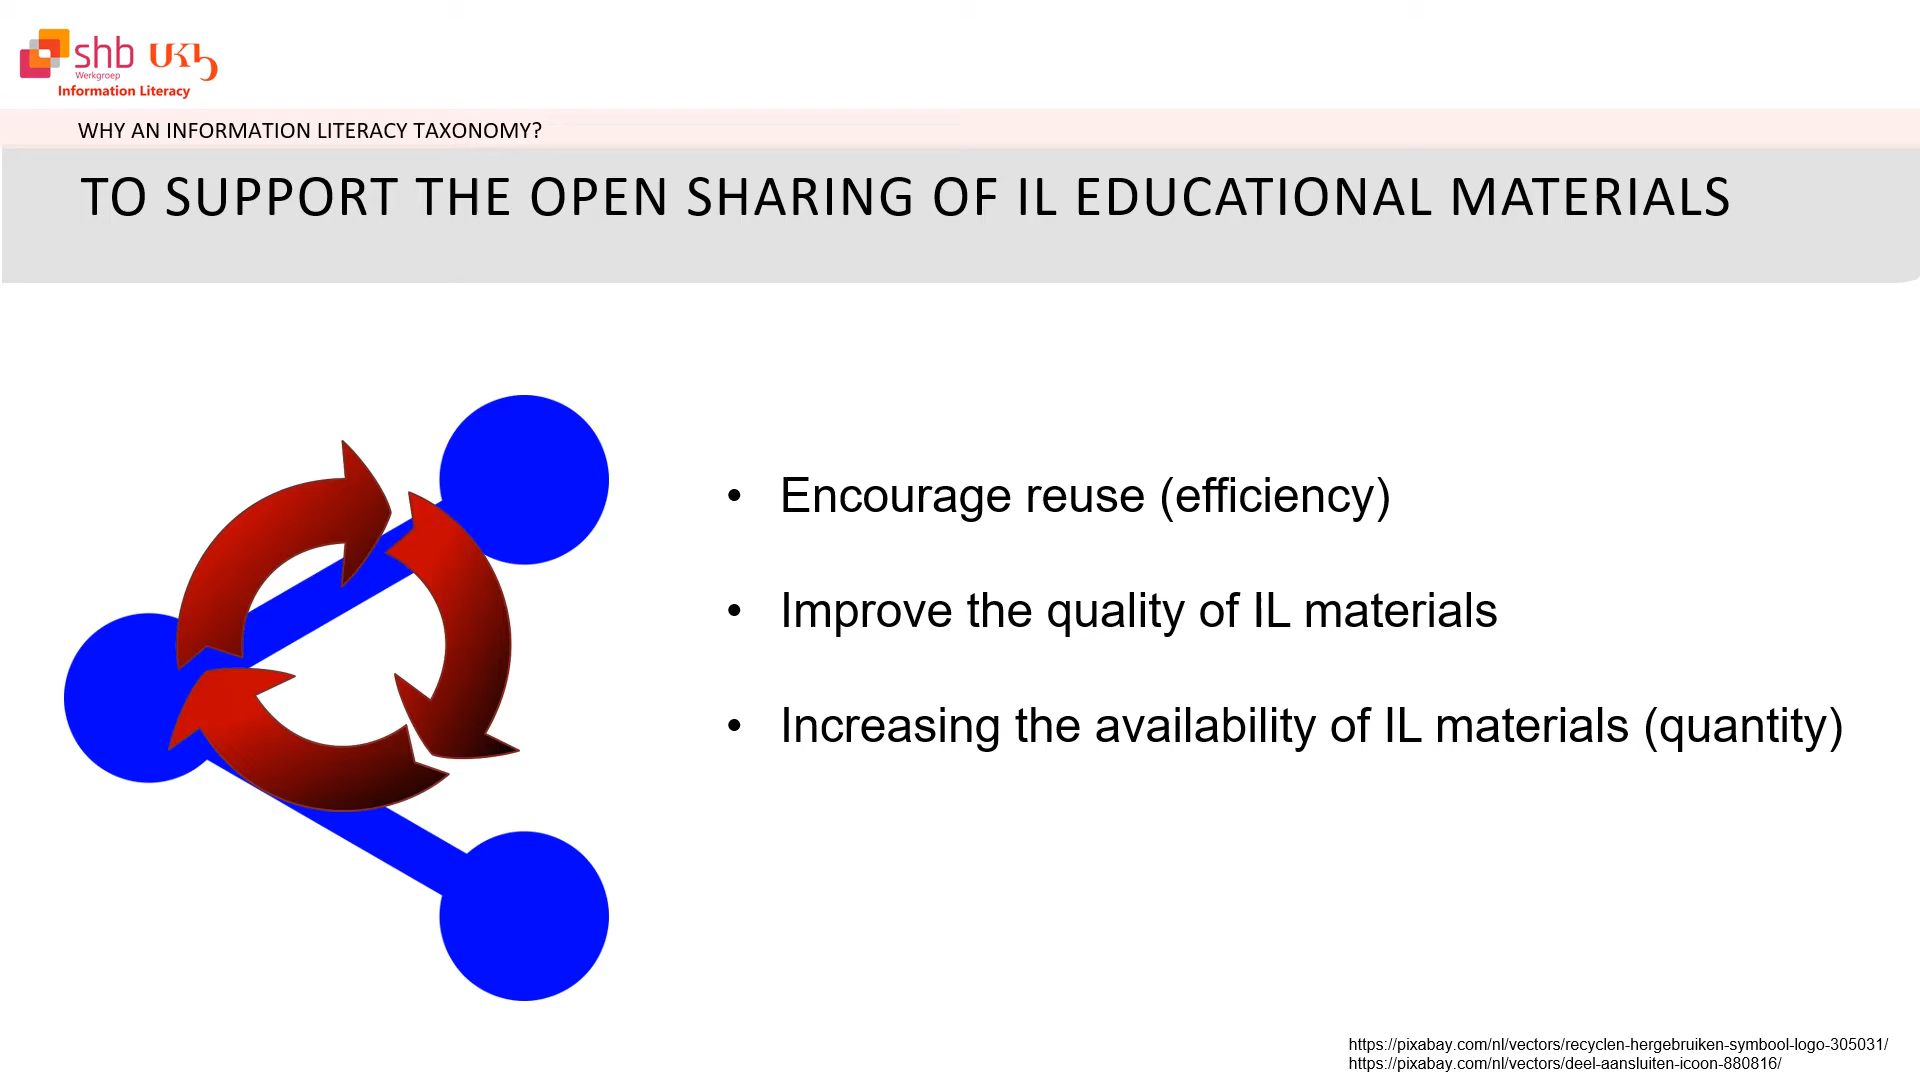 shb UKb
Werkgroep
Information Literacy
WHY AN INFORMATION LITERACY TAXONOMY?
TO SUPPORT THE OPEN SHARING OF IL EDUCATIONAL MATERIALS
• Encourage reuse (efficiency)
• Improve the quality of IL materials
• Increasing the availability of IL materials (quantity)
https://pixabay.com/nl/vectors/recyclen-hergebruiken-symbool-logo-305031/
https://pixabay.com/nl/vectors/deel-aansluiten-icoon-880816/